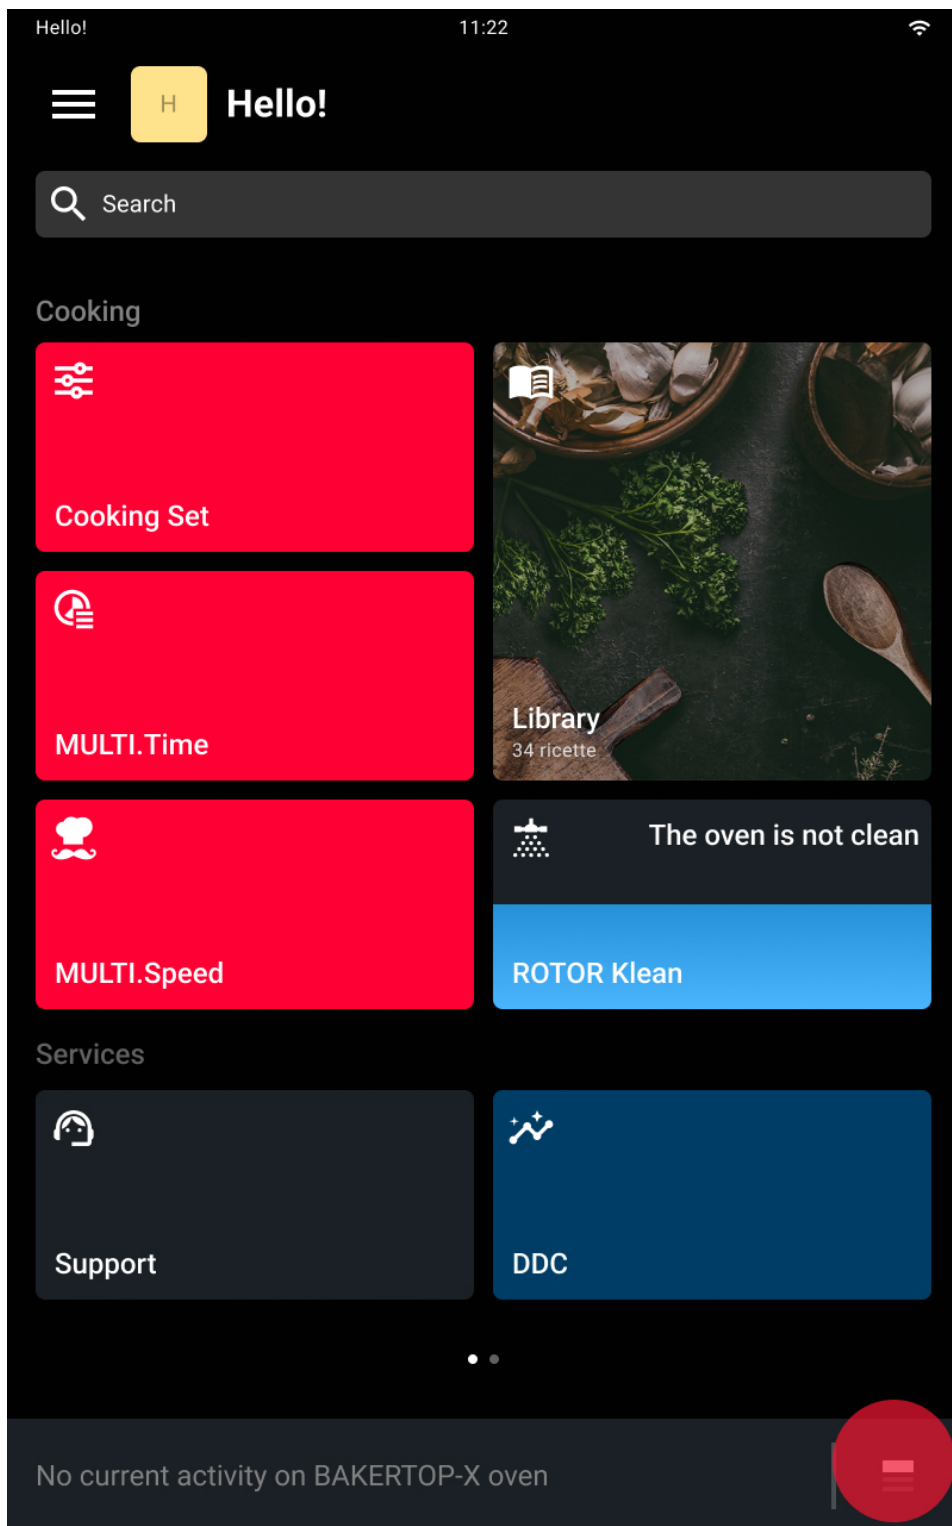 Hello!
11:22
H
Hello!
Search
Cooking
Cooking Set
MULTI.Time
Library
34 ricette
MULTI.Speed
The oven is not clean
ROTOR Klean
Services
Support
DDC
No current activity on BAKERTOP-X oven